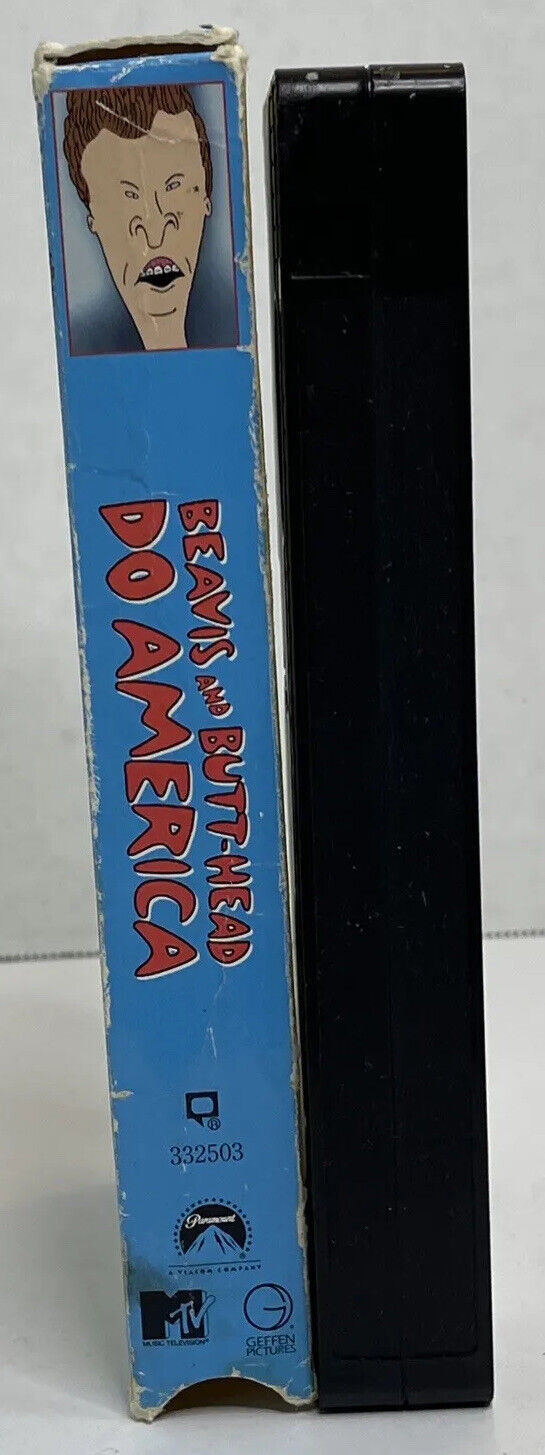 BEAVIS AND BUTT-HEAD
DO AMERICA
®
332503
Paramount
®
A VIACOM COMPANY
MTV
MUSIC TELEVISION®
G®
GEFFEN
PICTURES